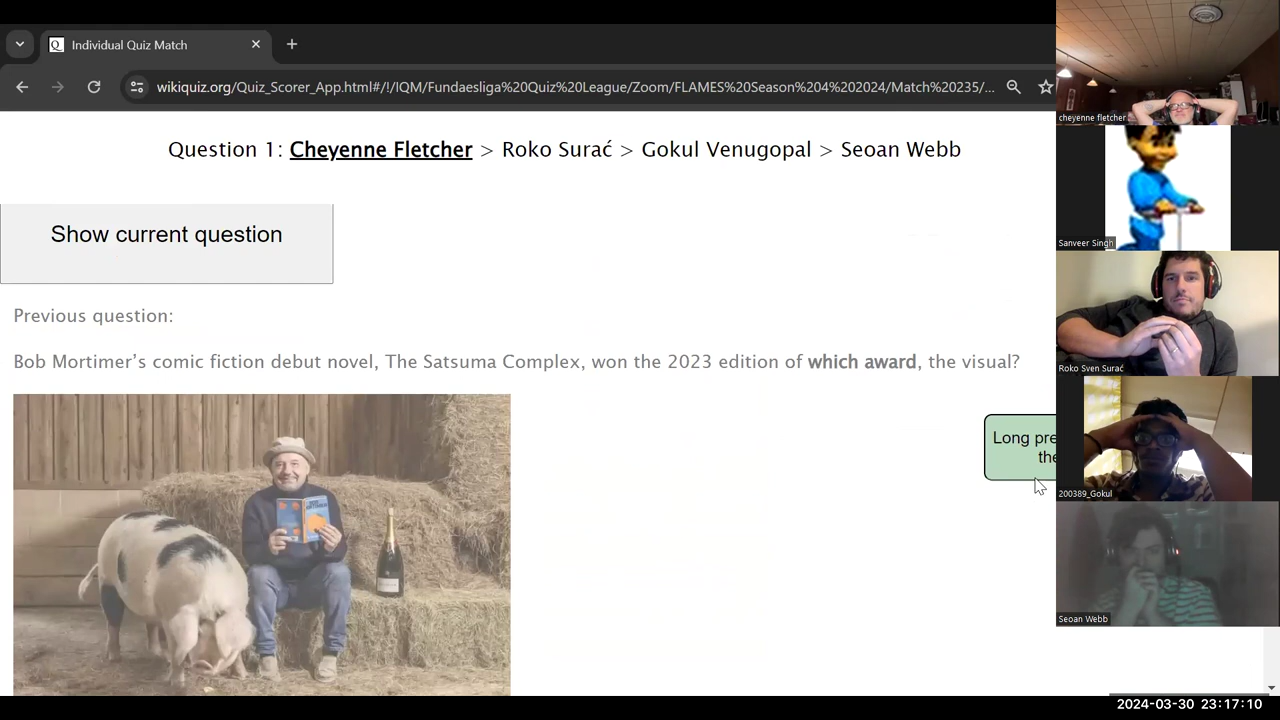 Individual Quiz Match
wikiquiz.org/Quiz_Scorer_App.html#/!/IQM/Fundaesliga%20Quiz%20League/Zoom/FLAMES%20Season%204%202024/Match%20235/...
Question 1: Cheyenne Fletcher > Roko Surać > Gokul Venugopal > Seoan Webb
Show current question
Previous question:
Bob Mortimer’s comic fiction debut novel, The Satsuma Complex, won the 2023 edition of which award, the visual?
Long pre
the
cheyenne fletcher
Sanveer Singh
Roko Sven Surać
200389_Gokul
Seoan Webb
2024-03-30 23:17:10